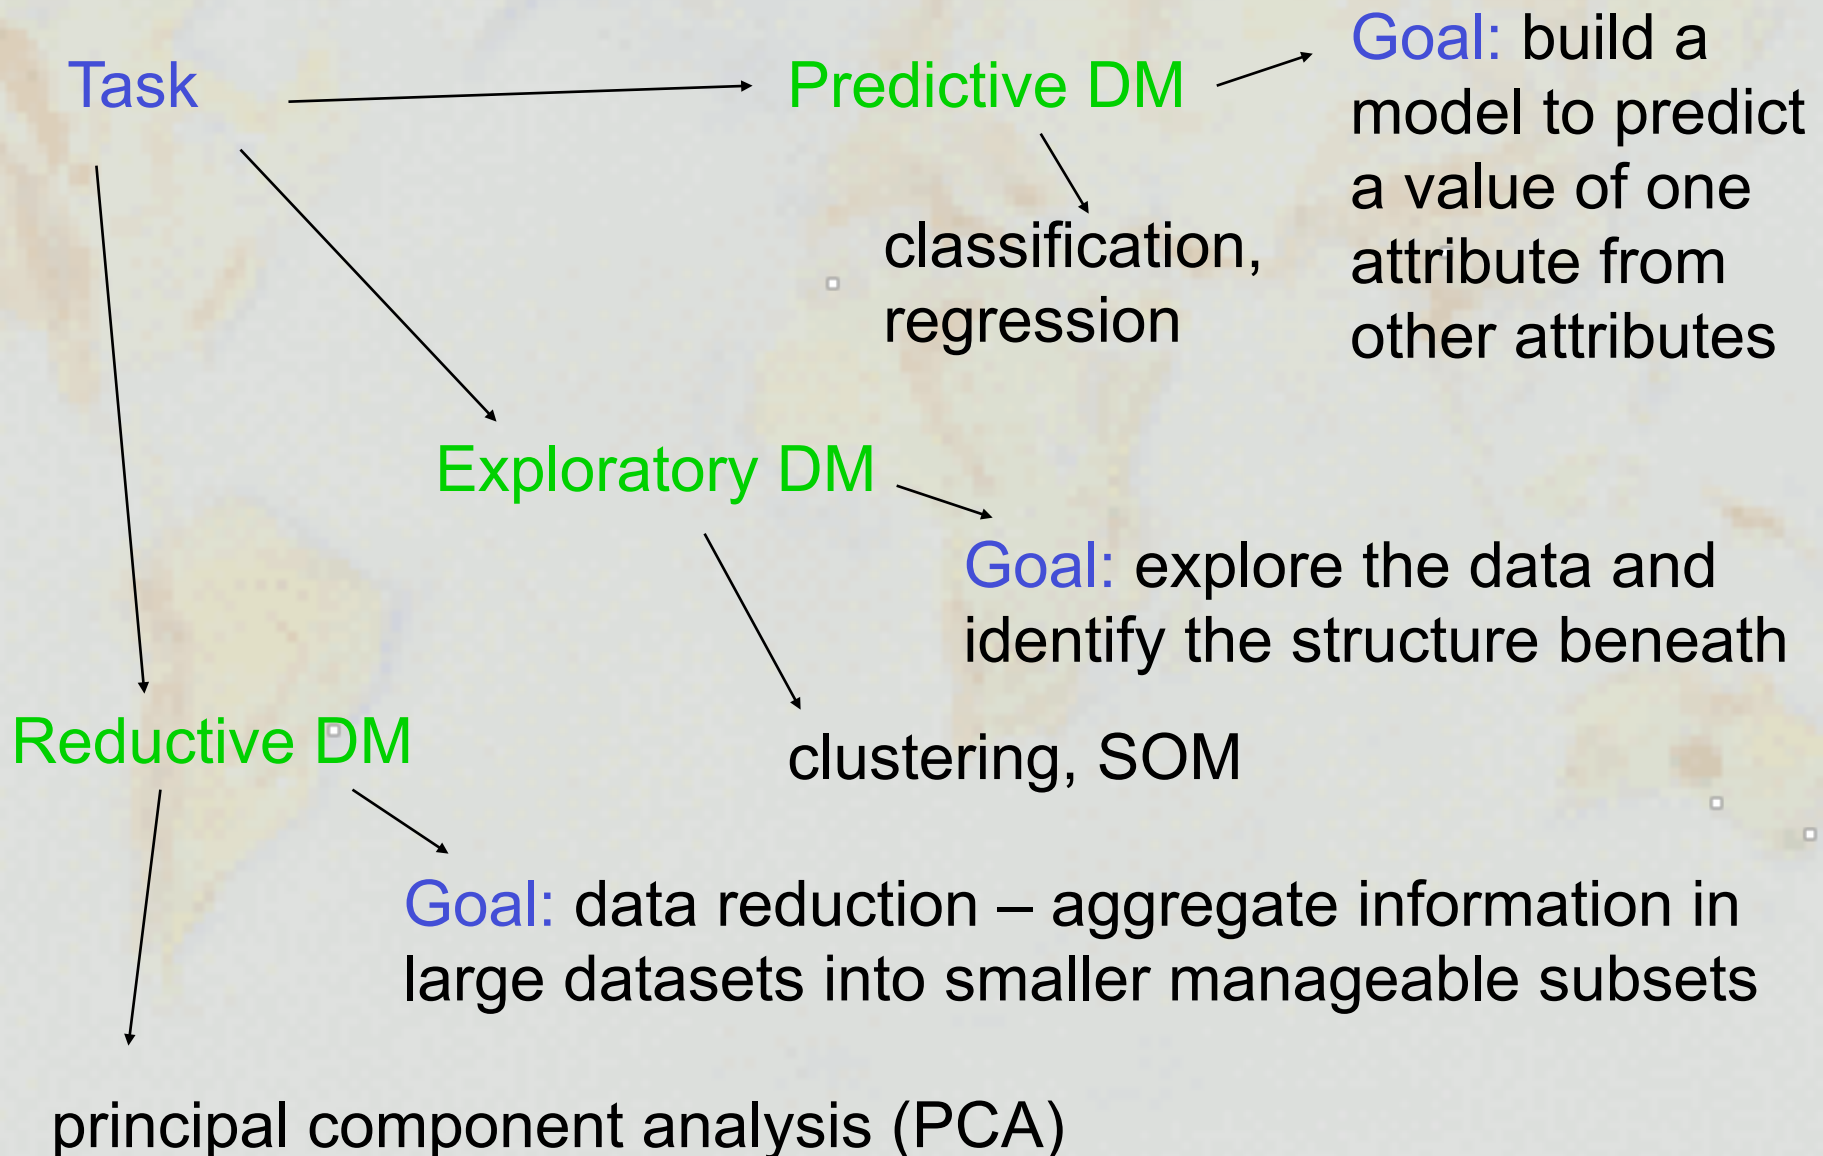 Task
Predictive DM
Goal: build a
model to predict
a value of one
attribute from
other attributes
classification,
regression
Exploratory DM
Goal: explore the data and
identify the structure beneath
clustering, SOM
Reductive DM
Goal: data reduction – aggregate information in
large datasets into smaller manageable subsets
principal component analysis (PCA)